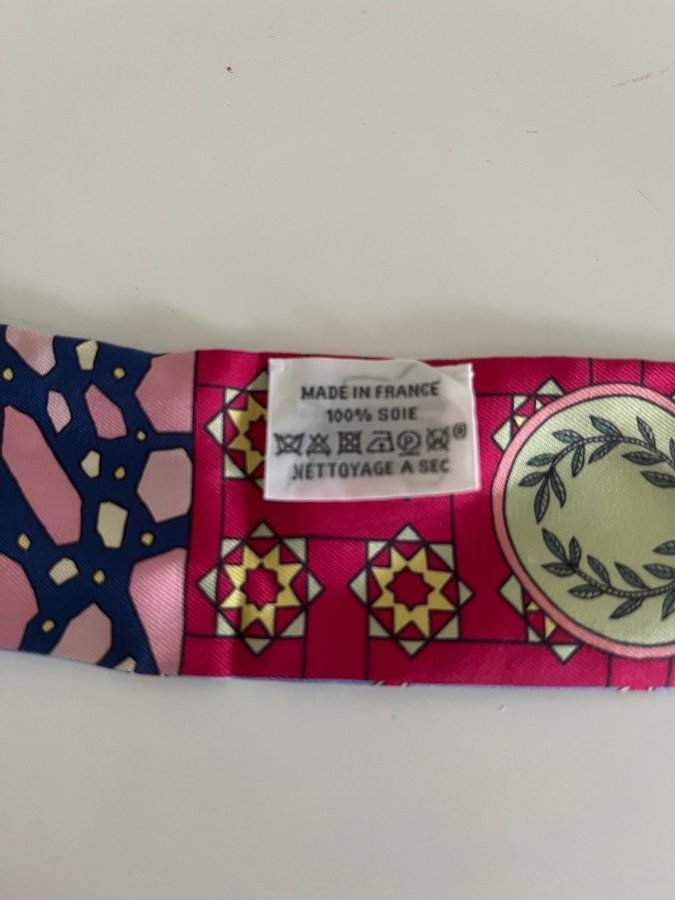 MADE IN FRANCE
100% SOIE
P
®
NETTOYAGE A SEC